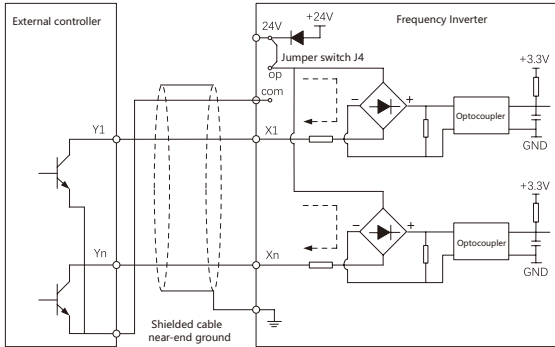 External controller
Frequency Inverter
24V
+24V
Jumper switch J4
op
com
+3.3V
Y1
X1
−
+
Optocoupler
GND
+3.3V
Yn
Xn
−
+
Optocoupler
GND
Shielded cable
near-end ground